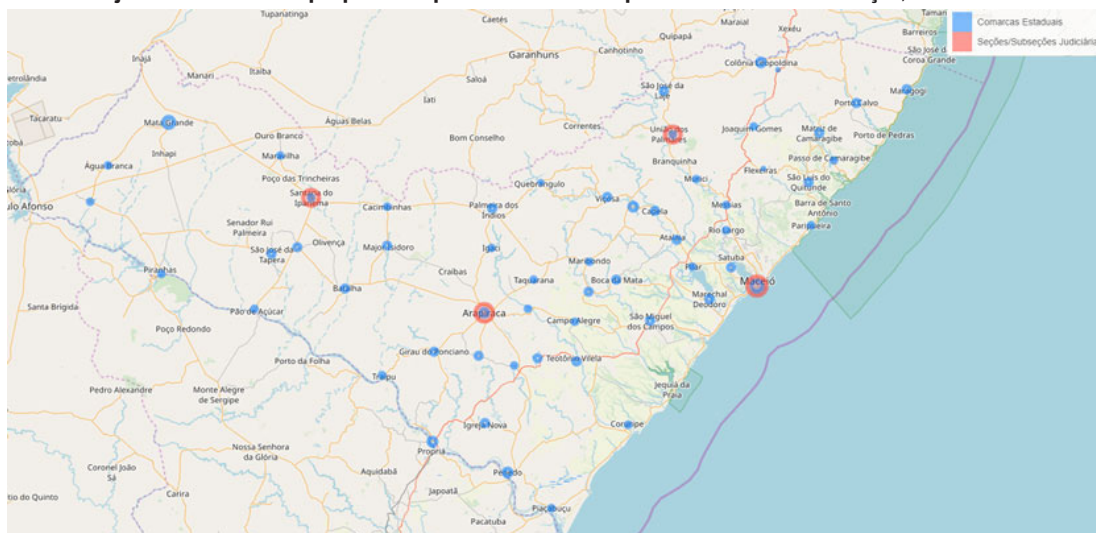 Tupanatinga
Caetés
Maraial
Xexéu
Comarcas Estaduais
Seções/Subseções Judiciária
Barreiros
São José da
Coroa Grande
Inajá
Manari
Itaíba
Garanhuns
Canhotinho
Quipapá
Colônia Leopoldina
Saloá
Iati
São José da
Laje
Maragogi
Porto Calvo
Tacaratu
Mata Grande
Águas Belas
Correntes
União dos
Palmares
Joaquim Gomes
Matriz de
Camaragibe
Porto de Pedras
Ouro Branco
Bom Conselho
Inhapi
Maravilha
Branquinha
Passo de Camaragibe
Água Branca
Flexeiras
Poço das Trincheiras
Quebrangulo
Murici
São Luís do
Quitunde
Santana do
Ipanema
Cacimbinhas
Palmeira dos
Índios
Viçosa
Capela
Messias
Barra de Santo
Antônio
ulo Afonso
Senador Rui
Palmeira
Olivença
Paripueira
Rio Largo
Atalaia
São José da
Tapera
Major Isidoro
Igaci
Satuba
Maribondo
Pilar
Piranhas
Craíbas
Taquarana
Boca da Mata
Maceió
Batalha
Marechal
Deodoro
Santa Brígida
Pão de Açúcar
Arapiraca
Campo Alegre
São Miguel
dos Campos
Poço Redondo
Girau do Ponciano
Teotônio Vilela
Porto da Folha
Traipu
Jequiá da
Praia
Pedro Alexandre
Monte Alegre
de Sergipe
Igreja Nova
Coruripe
Nossa Senhora
da Glória
Propriá
Coronel João
Sá
Aquidabã
Penedo
Carira
Japoatã
Piaçabuçu
Pacatuba